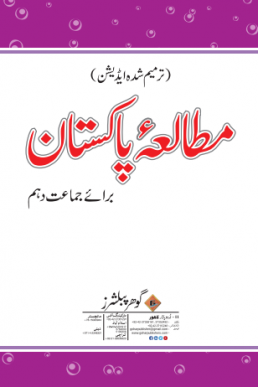 (ترمیم شدہ ایڈیشن)
مطالعۂ پاکستان
برائے جماعت دہم
گوہر پبلشرز